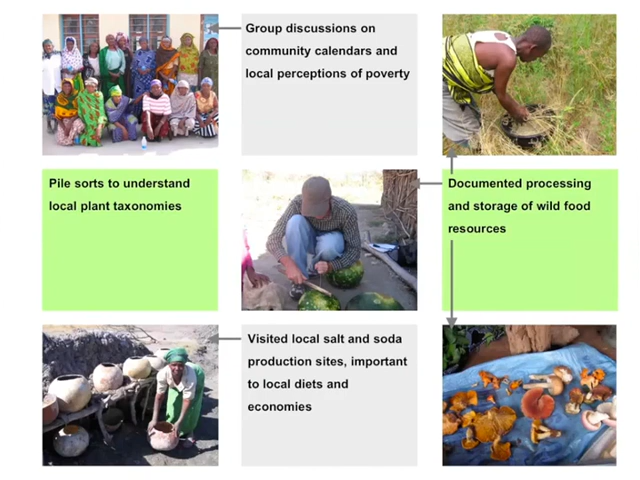 Group discussions on
community calendars and
local perceptions of poverty
Pile sorts to understand
local plant taxonomies
Documented processing
and storage of wild food
resources
Visited local salt and soda
production sites, important
to local diets and
economies